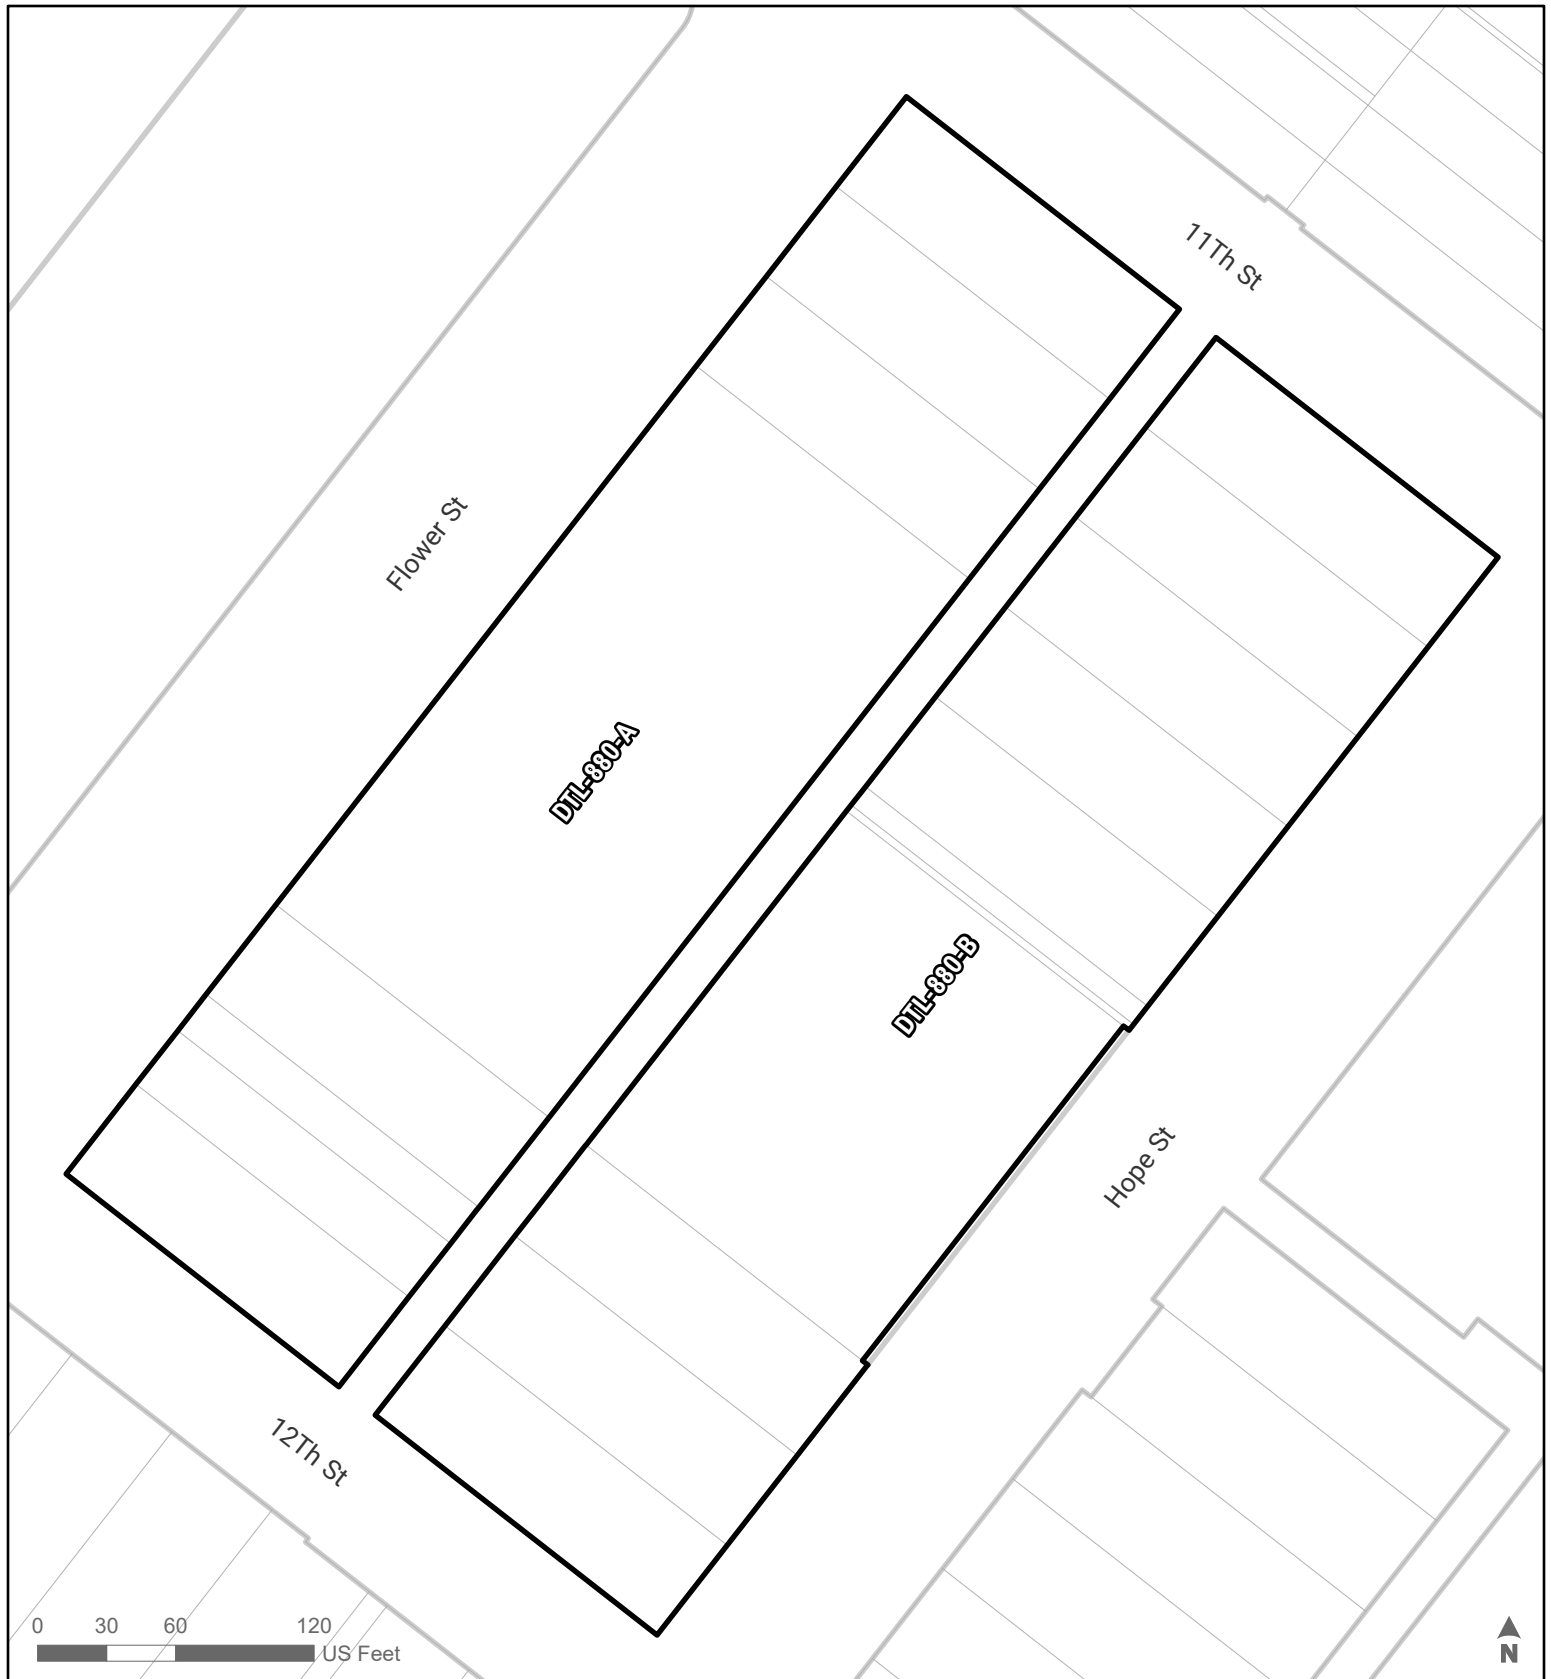 11Th St
Flower St
DTL-880-A
DTL-880-B
Hope St
12Th St
0 30 60 120
US Feet
N